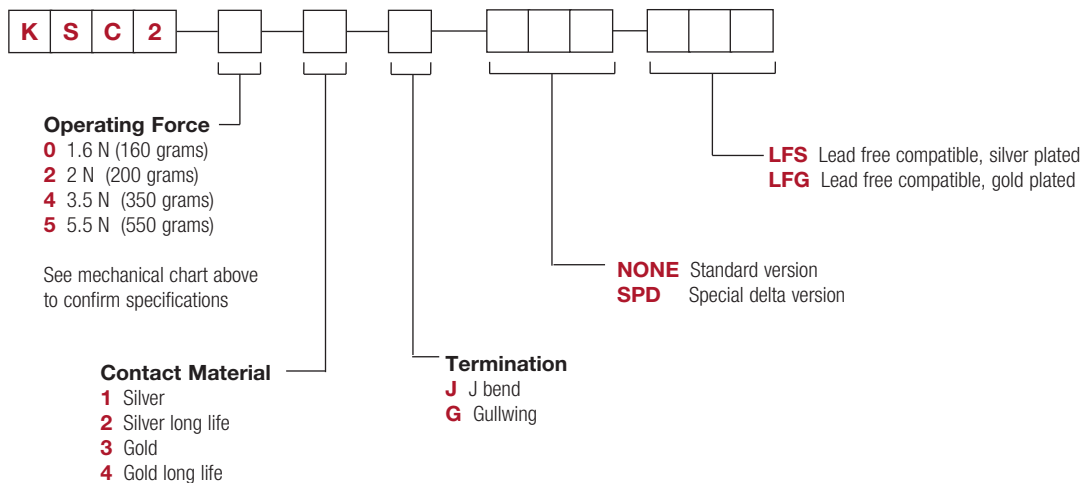 K S C 2
Operating Force
0 1.6 N (160 grams)
2 2 N (200 grams)
4 3.5 N (350 grams)
5 5.5 N (550 grams)
See mechanical chart above
to confirm specifications
Contact Material
1 Silver
2 Silver long life
3 Gold
4 Gold long life
Termination
J J bend
G Gullwing
NONE Standard version
SPD Special delta version
LFS Lead free compatible, silver plated
LFG Lead free compatible, gold plated